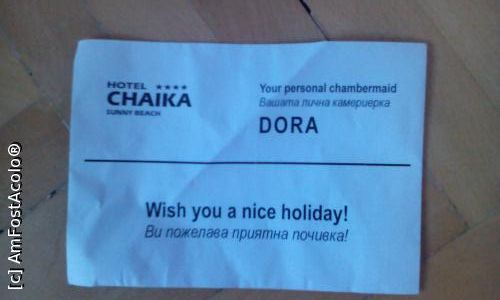 HOTEL ★★★★
CHAIKA
SUNNY BEACH
Your personal chambermaid
Вашата лична камериерка
DORA
Wish you a nice holiday!
Ви пожелава приятна почивка!
[c] AmFostAcolo®